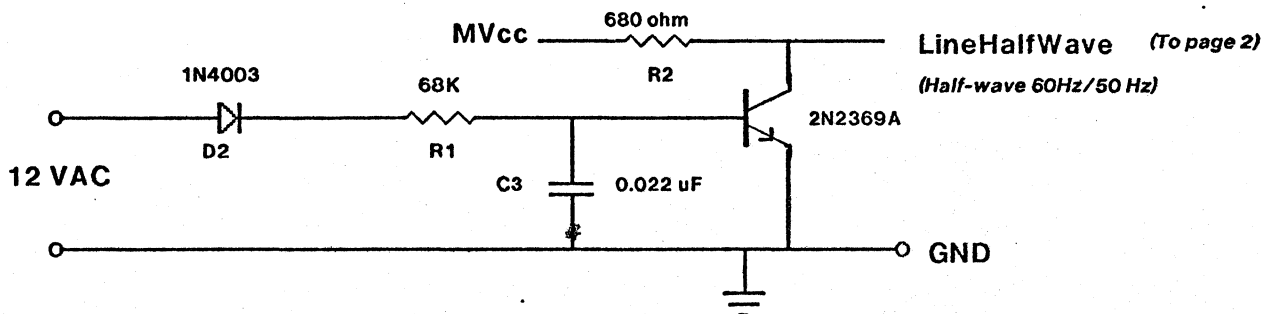 680 ohm
MVcc
LineHalfWave (To page 2)
R2
(Half-wave 60Hz/50 Hz)
1N4003
68K
2N2369A
D2
R1
12 VAC
C3
0.022 uF
GND